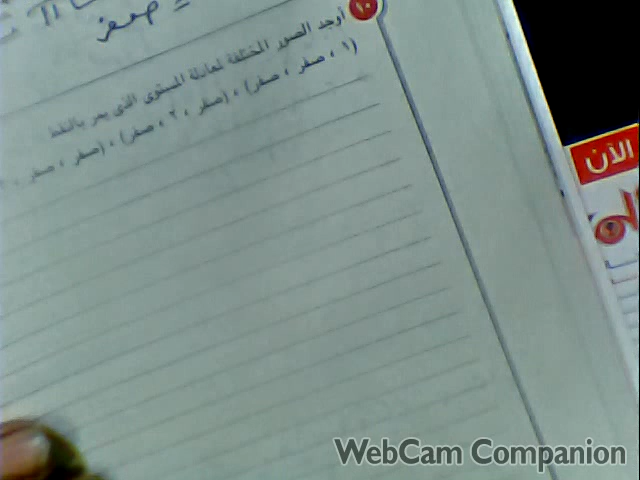 صفر
١٠
أوجد الصور المختلفة لمعادلة المستوى الذى يمر بالنقط
(١ ، صفر ، صفر) ، (صفر ، ٢ ، صفر) ، (صفر ، صفر ،
الآن
WebCam Companion